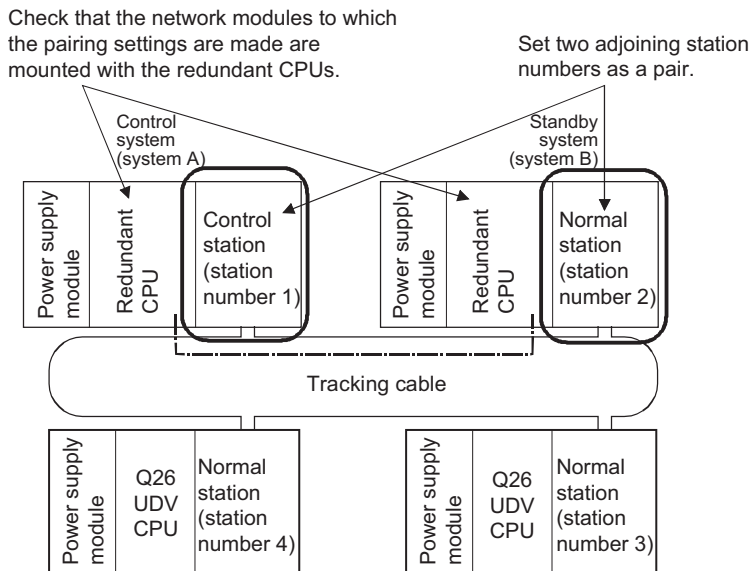 Check that the network modules to which
the pairing settings are made are
mounted with the redundant CPUs.
Set two adjoining station
numbers as a pair.
Control
system
(system A)
Standby
system
(system B)
Power supply
module
Redundant
CPU
Control
station
(station
number 1)
Power supply
module
Redundant
CPU
Normal
station
(station
number 2)
Tracking cable
Power supply
module
Q26
UDV
CPU
Normal
station
(station
number 4)
Power supply
module
Q26
UDV
CPU
Normal
station
(station
number 3)